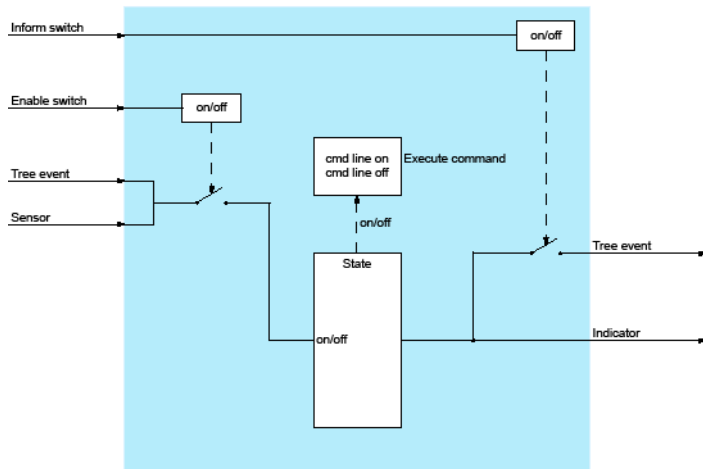 Inform switch
on/off
Enable switch
on/off
cmd line on
cmd line off
Execute command
Tree event
Sensor
on/off
State
Tree event
on/off
Indicator